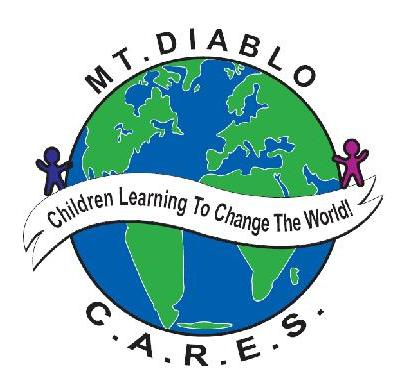 MT. DIABLO
Children Learning To Change The World!
C.A.R.E.S.